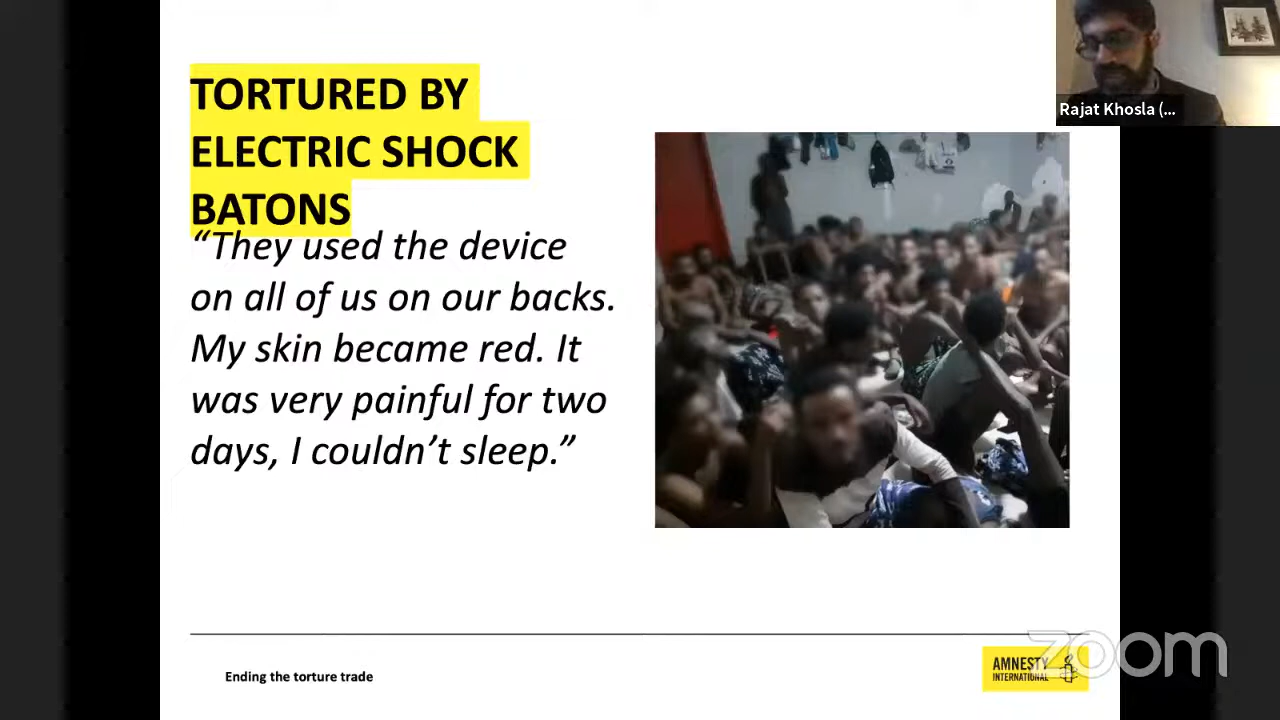 TORTURED BY
ELECTRIC SHOCK
BATONS
“They used the device
on all of us on our backs.
My skin became red. It
was very painful for two
days, I couldn’t sleep.”
Rajat Khosla (...
Ending the torture trade
AMNESTY
INTERNATIONAL
zoom